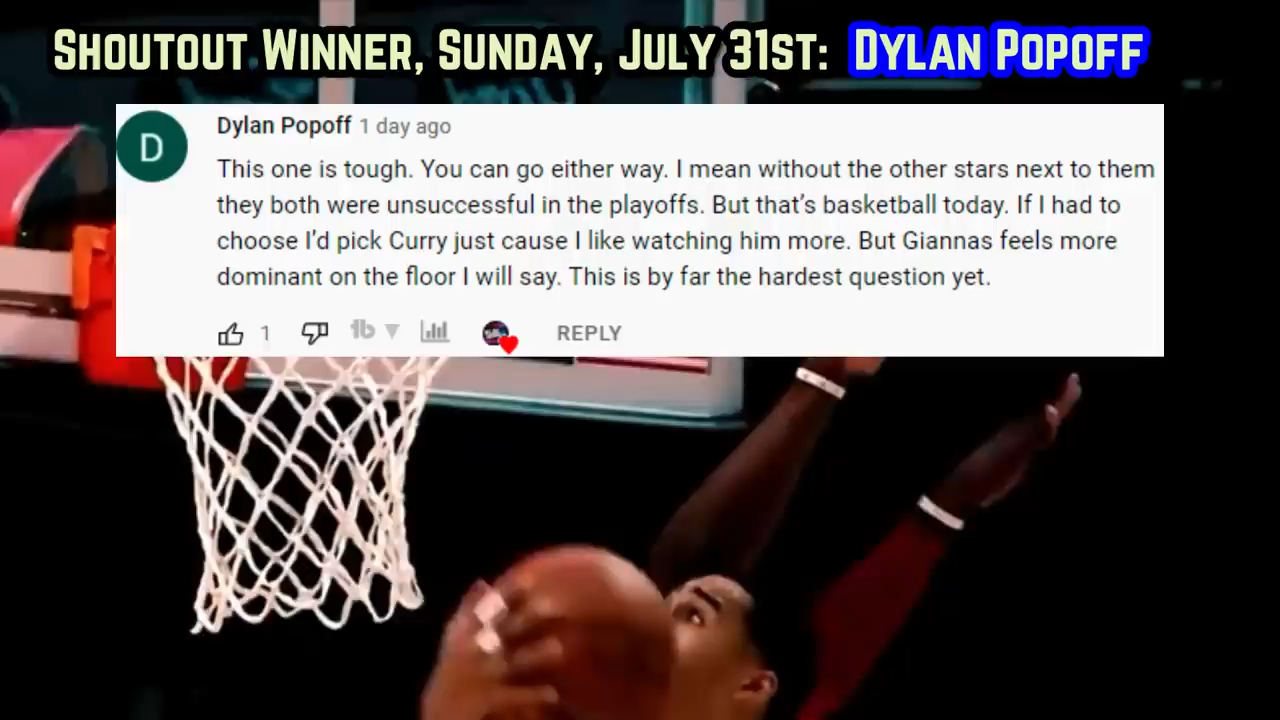 Shoutout Winner, Sunday, July 31st: Dylan Popoff
D
Dylan Popoff 1 day ago
This one is tough. You can go either way. I mean without the other stars next to them
they both were unsuccessful in the playoffs. But that’s basketball today. If I had to
choose I’d pick Curry just cause I like watching him more. But Giannas feels more
dominant on the floor I will say. This is by far the hardest question yet.
1
REPLY